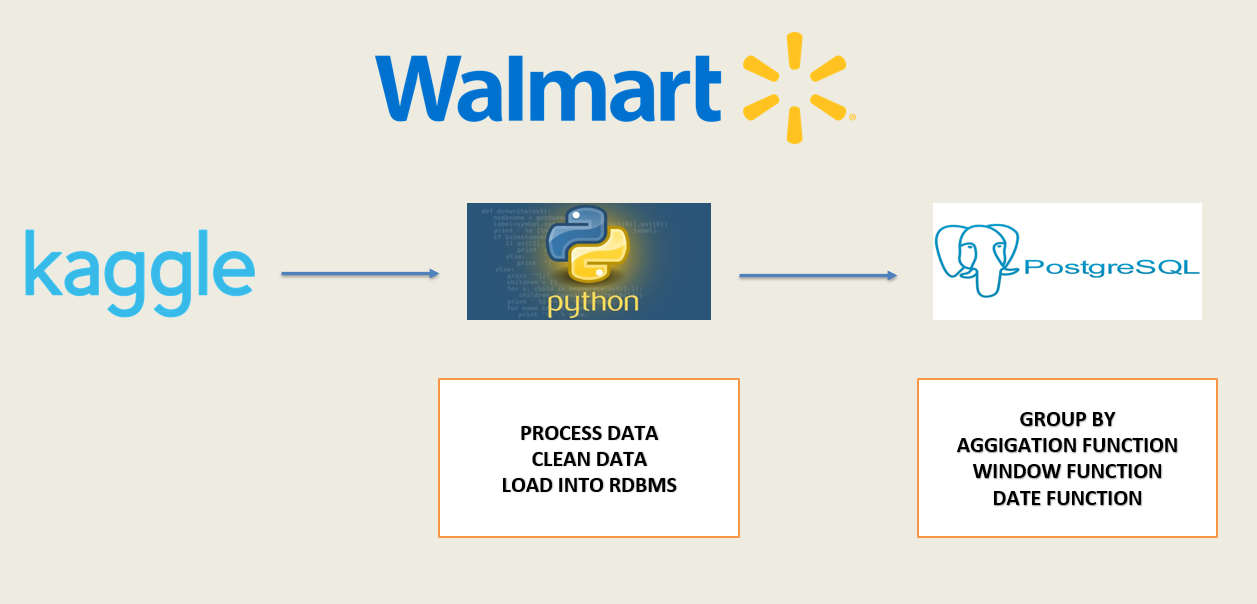 Walmart
kaggle
python
PostgreSQL
PROCESS DATA
CLEAN DATA
LOAD INTO RDBMS
GROUP BY
AGGIGATION FUNCTION
WINDOW FUNCTION
DATE FUNCTION